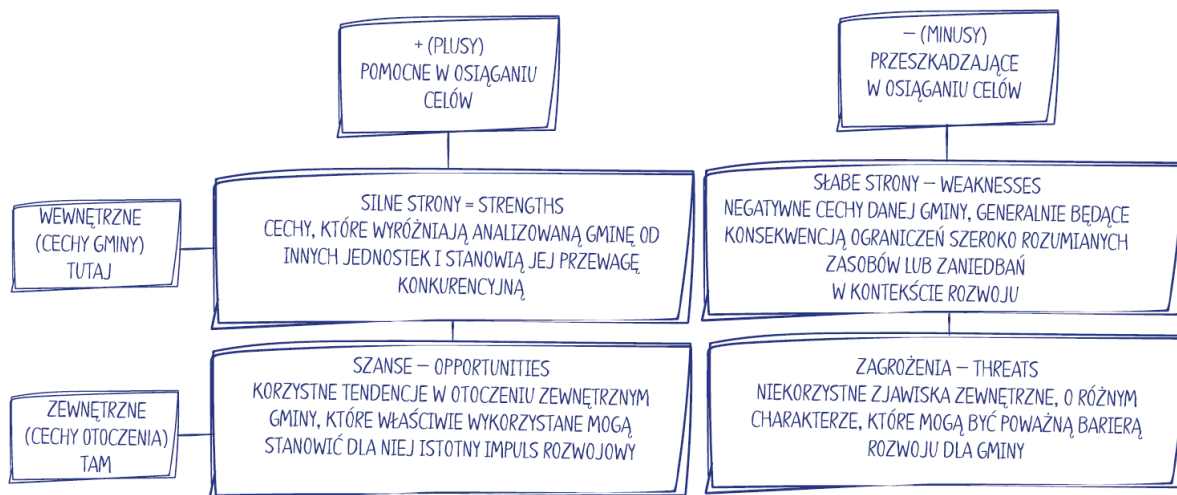 + (PLUSY)
POMOCNE W OSIĄGANIU
CELÓW
– (MINUSY)
PRZESZKADZAJĄCE
W OSIĄGANIU CELÓW
WEWNĘTRZNE
(CECHY GMINY)
TUTAJ
SILNE STRONY = STRENGTHS
CECHY, KTÓRE WYRÓŻNIAJĄ ANALIZOWANĄ GMINĘ OD
INNYCH JEDNOSTEK I STANOWIĄ JEJ PRZEWAGĘ
KONKURENCYJNĄ
SŁABE STRONY – WEAKNESSES
NEGATYWNE CECHY DANEJ GMINY, GENERALNIE BĘDĄCE
KONSEKWENCJĄ OGRANICZEŃ SZEROKO ROZUMIANYCH
ZASOBÓW LUB ZANIEDBAŃ
W KONTEKŚCIE ROZWOJU
ZEWNĘTRZNE
(CECHY OTOCZENIA)
TAM
SZANSE – OPPORTUNITIES
KORZYSTNE TENDENCJE W OTOCZENIU ZEWNĘTRZNYM
GMINY, KTÓRE WŁAŚCIWIE WYKORZYSTANE MOGĄ
STANOWIĆ DLA NIEJ ISTOTNY IMPULS ROZWOJOWY
ZAGROŻENIA – THREATS
NIEKORZYSTNE ZJAWISKA ZEWNĘTRZNE, O RÓŻNYM
CHARAKTERZE, KTÓRE MOGĄ BYĆ POWAŻNĄ BARIERĄ
ROZWOJU DLA GMINY